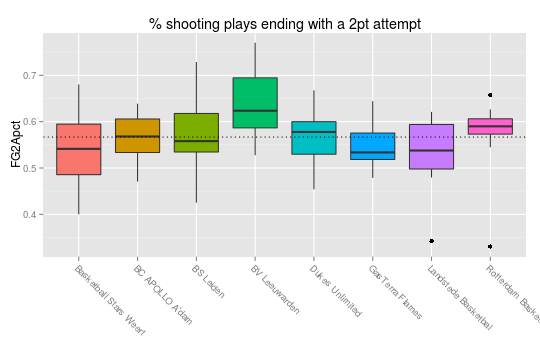 % shooting plays ending with a 2pt attempt
FG2Apct
0.7
0.6
0.5
0.4
Basketball Stars Weert
BC APOLLO A'dam
BS Leiden
BV Leeuwarden
Dukes Unlimited
GasTerra Flames
Landstede Basketbal
Rotterdam Baske